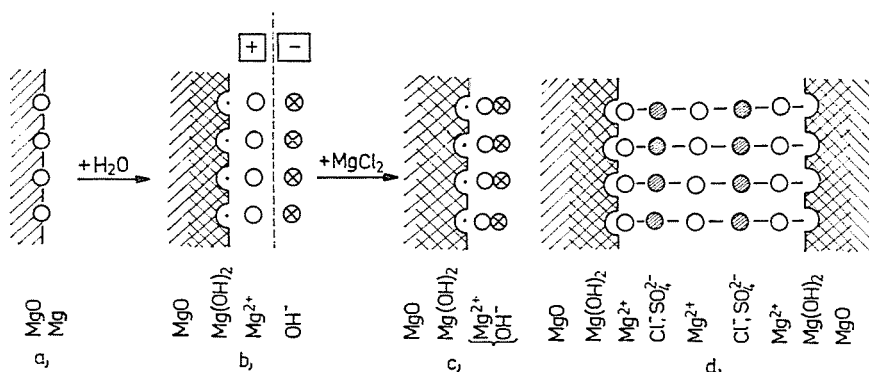 + -
+H₂O
+MgCl₂
MgO
Mg
MgO
Mg(OH)₂
Mg²⁺
OH⁻
MgO
Mg(OH)₂
Mg²⁺
OH⁻
MgO
Mg(OH)₂
Mg²⁺
Cl⁻,SO₄²⁻
Mg²⁺
Cl⁻,SO₄²⁻
Mg²⁺
Mg(OH)₂
MgO
a, b, c, d,